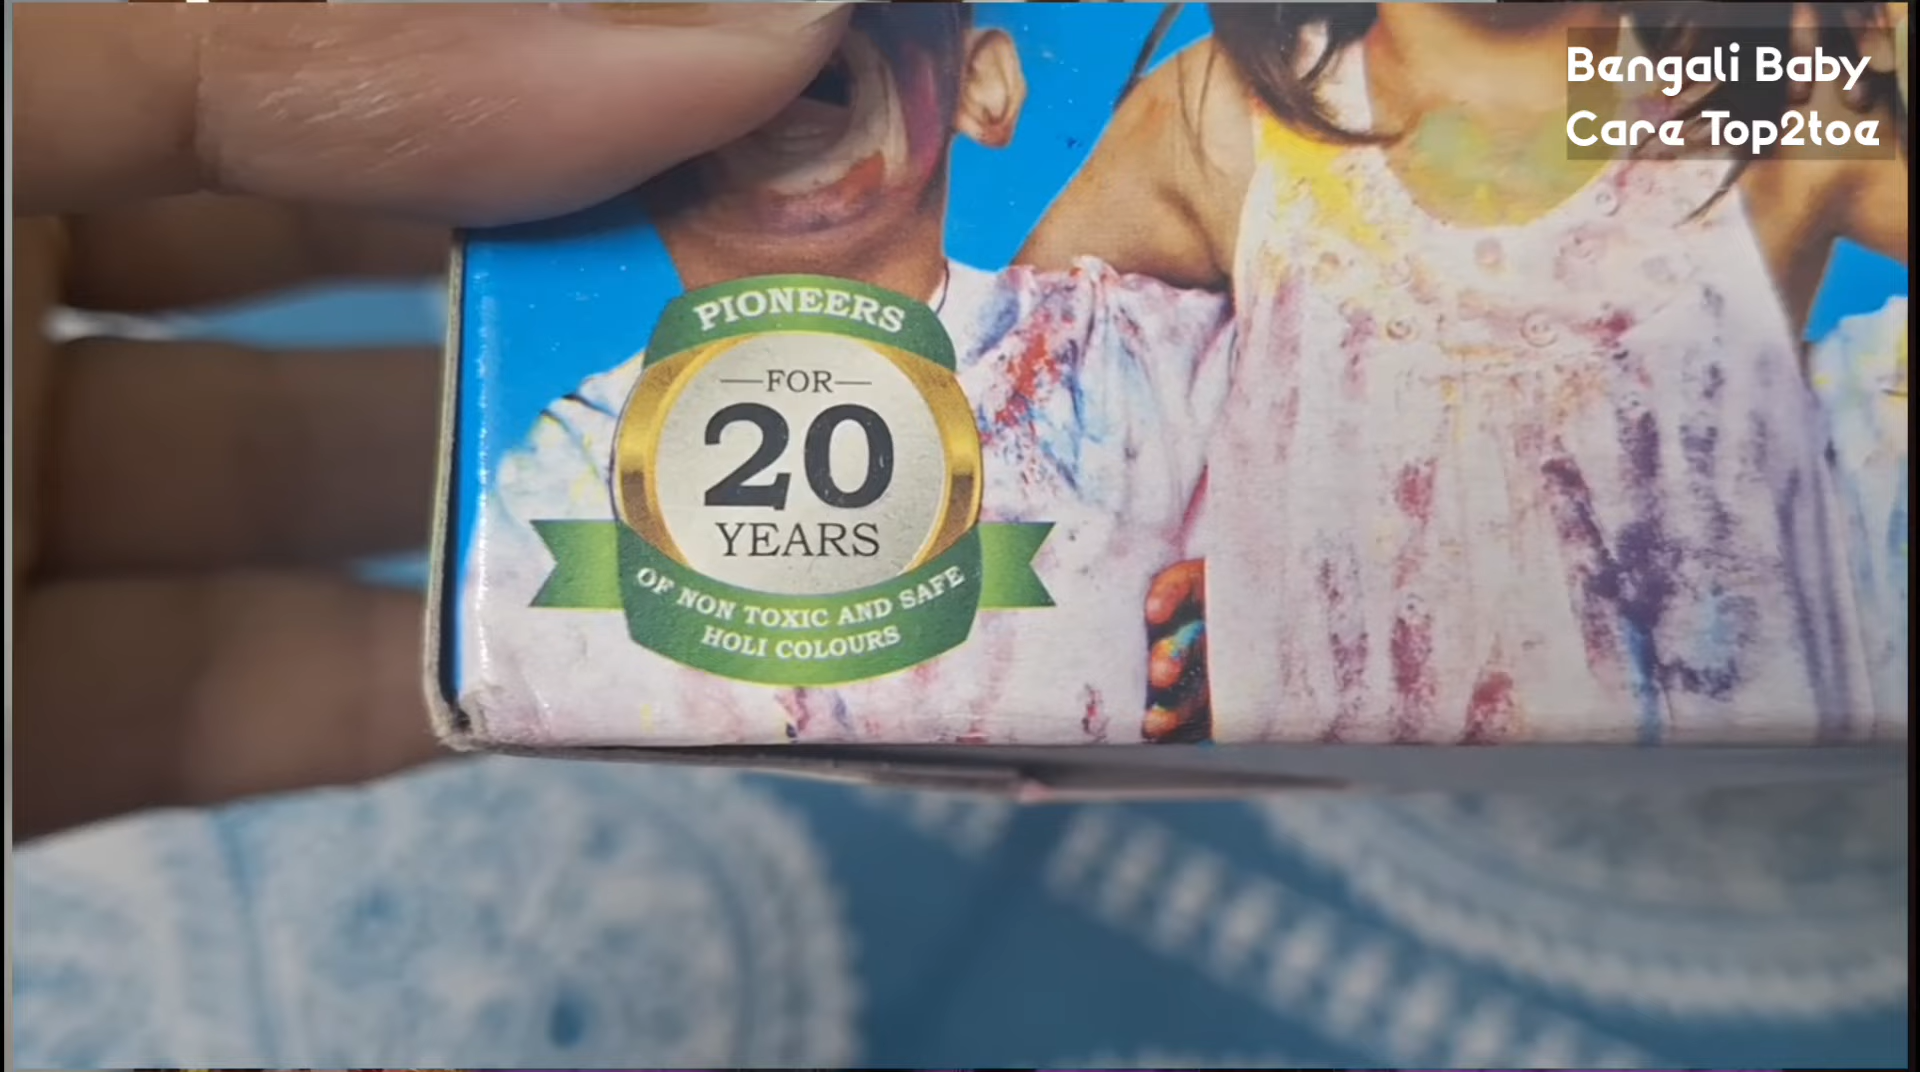 Bengali Baby
Care Top2toe
PIONEERS
—FOR—
20
YEARS
OF NON TOXIC AND SAFE
HOLI COLOURS